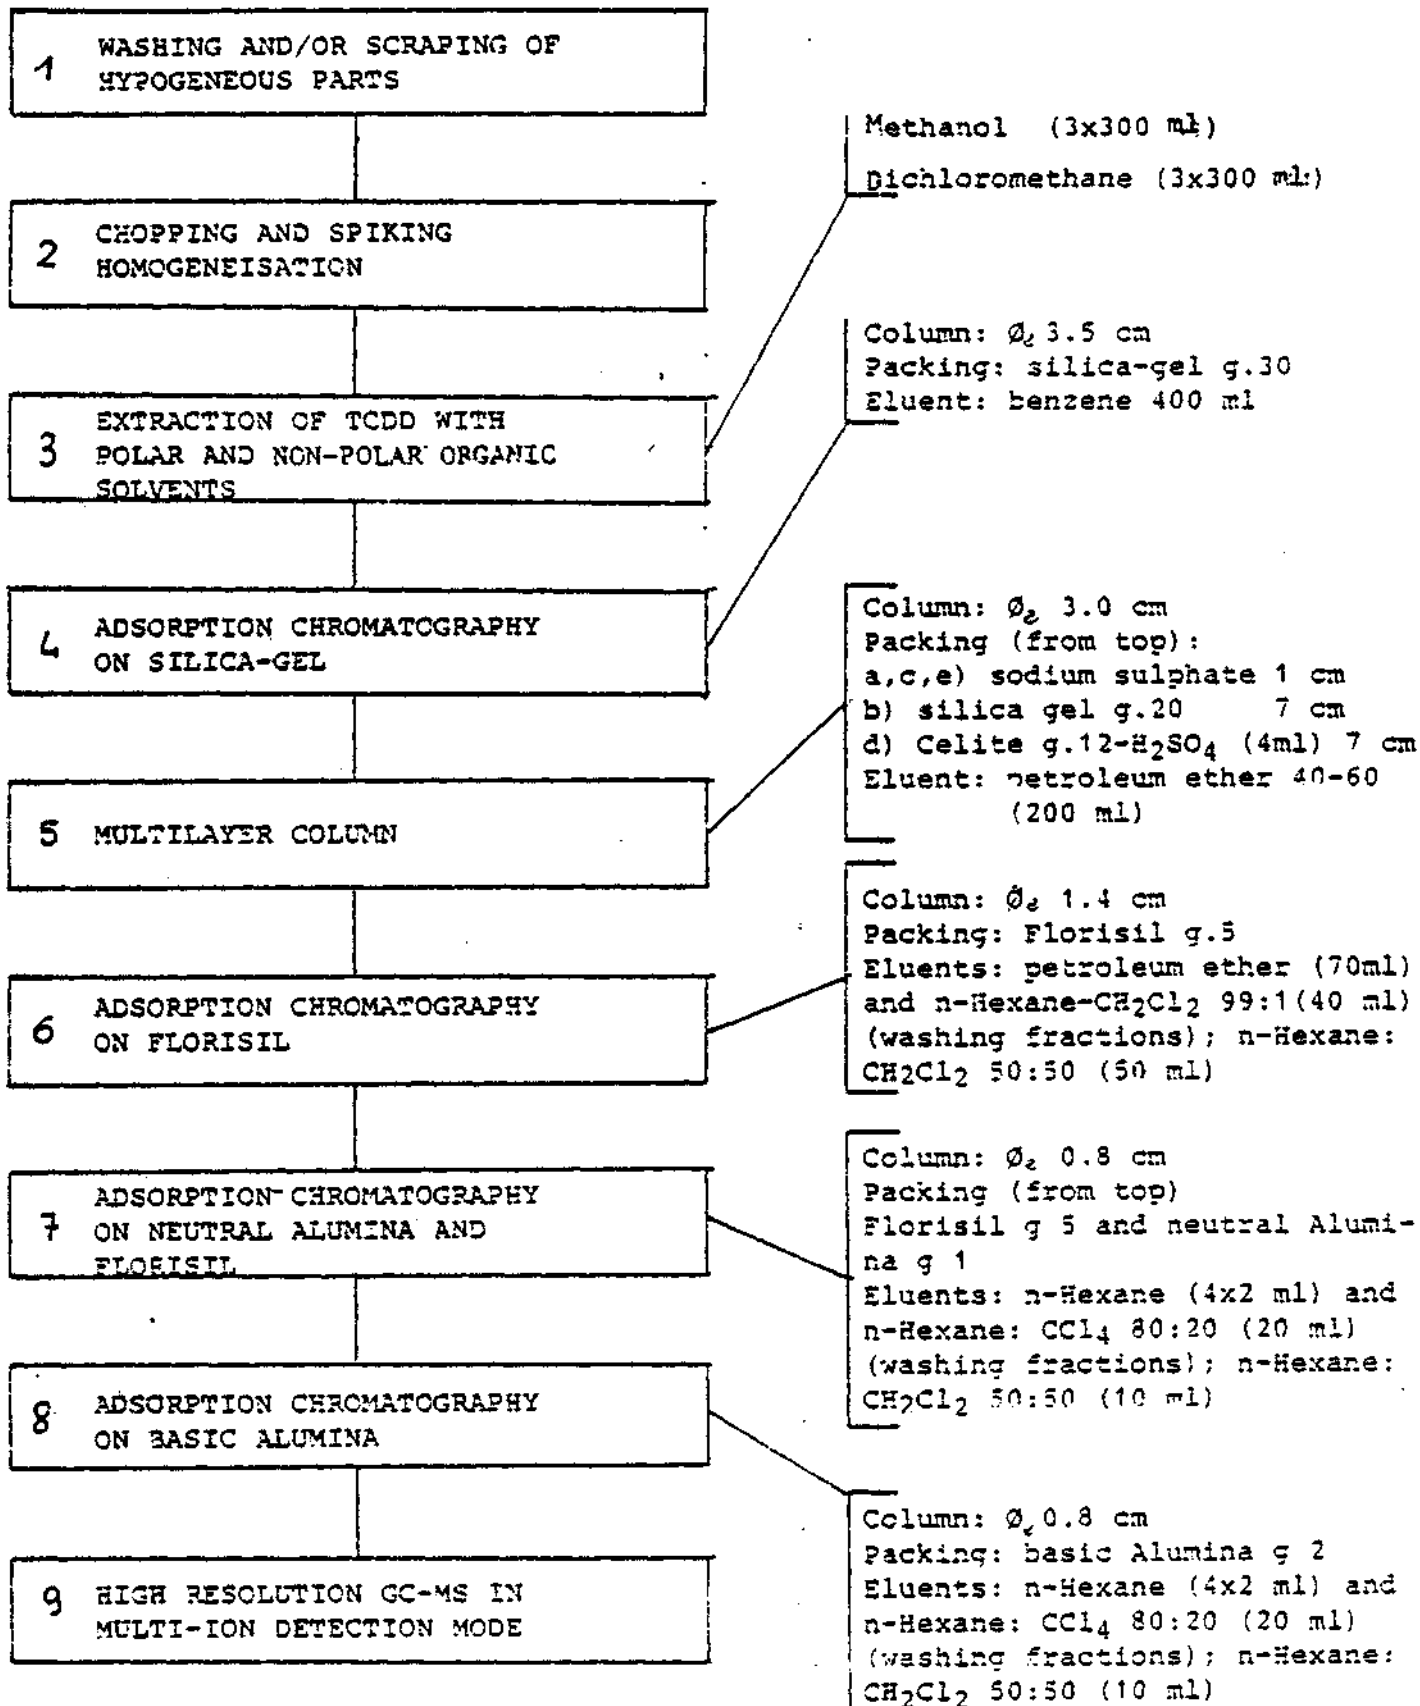 1 WASHING AND/OR SCRAPING OF
HYPOGENEOUS PARTS
Methanol (3x300 ml)
Dichloromethane (3x300 ml)
2 CHOPPING AND SPIKING
HOMOGENEISATION
3 EXTRACTION OF TCDD WITH
POLAR AND NON-POLAR ORGANIC
SOLVENTS
Column: Øe 3.5 cm
Packing: silica-gel g.30
Eluent: benzene 400 ml
4 ADSORPTION CHROMATOGRAPHY
ON SILICA-GEL
Column: Øe 3.0 cm
Packing (from top):
a,c,e) sodium sulphate 1 cm
b) silica gel g.20 7 cm
d) Celite g.12-H2SO4 (4ml) 7 cm
Eluent: petroleum ether 40-60
(200 ml)
5 MULTILAYER COLUMN
Column: Øe 1.4 cm
Packing: Florisil g.5
Eluents: petroleum ether (70ml)
and n-Hexane-CH2Cl2 99:1(40 ml)
(washing fractions); n-Hexane:
CH2Cl2 50:50 (50 ml)
6 ADSORPTION CHROMATOGRAPHY
ON FLORISIL
7 ADSORPTION CHROMATOGRAPHY
ON NEUTRAL ALUMINA AND
FLORISIL
Column: Øe 0.8 cm
Packing (from top)
Florisil g 5 and neutral Alumi-
na g 1
Eluents: n-Hexane (4x2 ml) and
n-Hexane: CCl4 80:20 (20 ml)
(washing fractions); n-Hexane:
CH2Cl2 50:50 (10 ml)
8 ADSORPTION CHROMATOGRAPHY
ON BASIC ALUMINA
Column: Øe 0.8 cm
Packing: basic Alumina g 2
Eluents: n-Hexane (4x2 ml) and
n-Hexane: CCl4 80:20 (20 ml)
(washing fractions); n-Hexane:
CH2Cl2 50:50 (10 ml)
9 HIGH RESOLUTION GC-MS IN
MULTI-ION DETECTION MODE